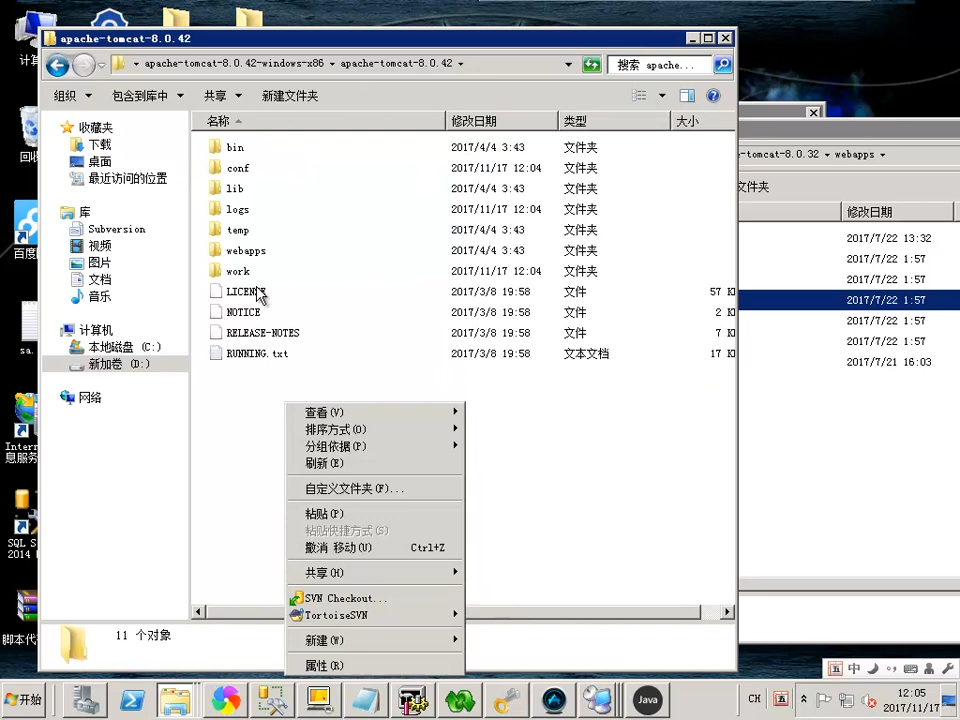 apache-tomcat-8.0.42
apache-tomcat-8.0.42-windows-x86
apache-tomcat-8.0.42
搜索 apache...
组织
包含到库中
共享
新建文件夹
名称
修改日期
类型
大小
收藏夹
下载
桌面
最近访问的位置
库
Subversion
视频
图片
文档
音乐
计算机
本地磁盘 (C:)
新加卷 (D:)
网络
bin 2017/4/4 3:43 文件夹
conf 2017/11/17 12:04 文件夹
lib 2017/4/4 3:43 文件夹
logs 2017/11/17 12:04 文件夹
temp 2017/4/4 3:43 文件夹
webapps 2017/4/4 3:43 文件夹
work 2017/11/17 12:04 文件夹
LICENSE 2017/3/8 19:58 文件 57 K
NOTICE 2017/3/8 19:58 文件 2 K
RELEASE-NOTES 2017/3/8 19:58 文件 7 K
RUNNING.txt 2017/3/8 19:58 文本文档 17 K
查看(V)
排序方式(O)
分组依据(P)
刷新(E)
自定义文件夹(F)...
粘贴(P)
粘贴快捷方式(S)
撤消 移动(U) Ctrl+Z
共享(H)
SVN Checkout...
TortoiseSVN
新建(W)
属性(R)
11 个对象
-tomcat-8.0.32
webapps
文件夹
修改日期
2017/7/22 13:32
2017/7/22 1:57
2017/7/22 1:57
2017/7/22 1:57
2017/7/22 1:57
2017/7/22 1:57
2017/7/21 16:03
计算
回收
百度
sa.
Intern
息服务
SQL S
2014 M
脚本代
五 中
开始
Java
CH
五
12:05
2017/11/17